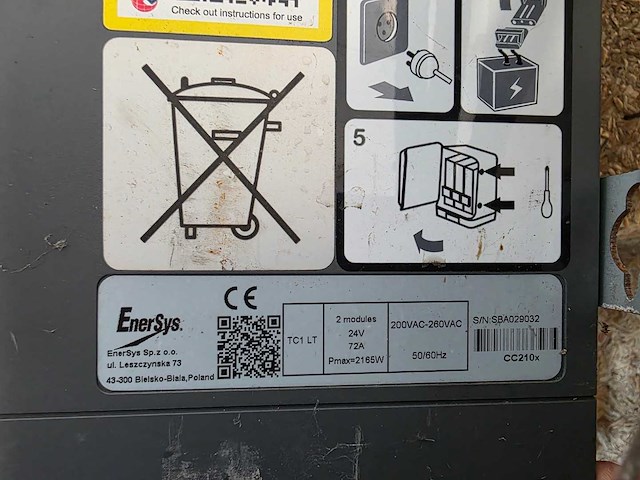 Check out instructions for use
5
CE
EnerSys.
EnerSys Sp.z o.o.
ul. Leszczynska 73
43-300 Bielsko-Biala,Poland
TC1 LT
2 modules
24V
72A
Pmax=2165W
200VAC-260VAC
50/60Hz
S/N:SBA029032
CC210x